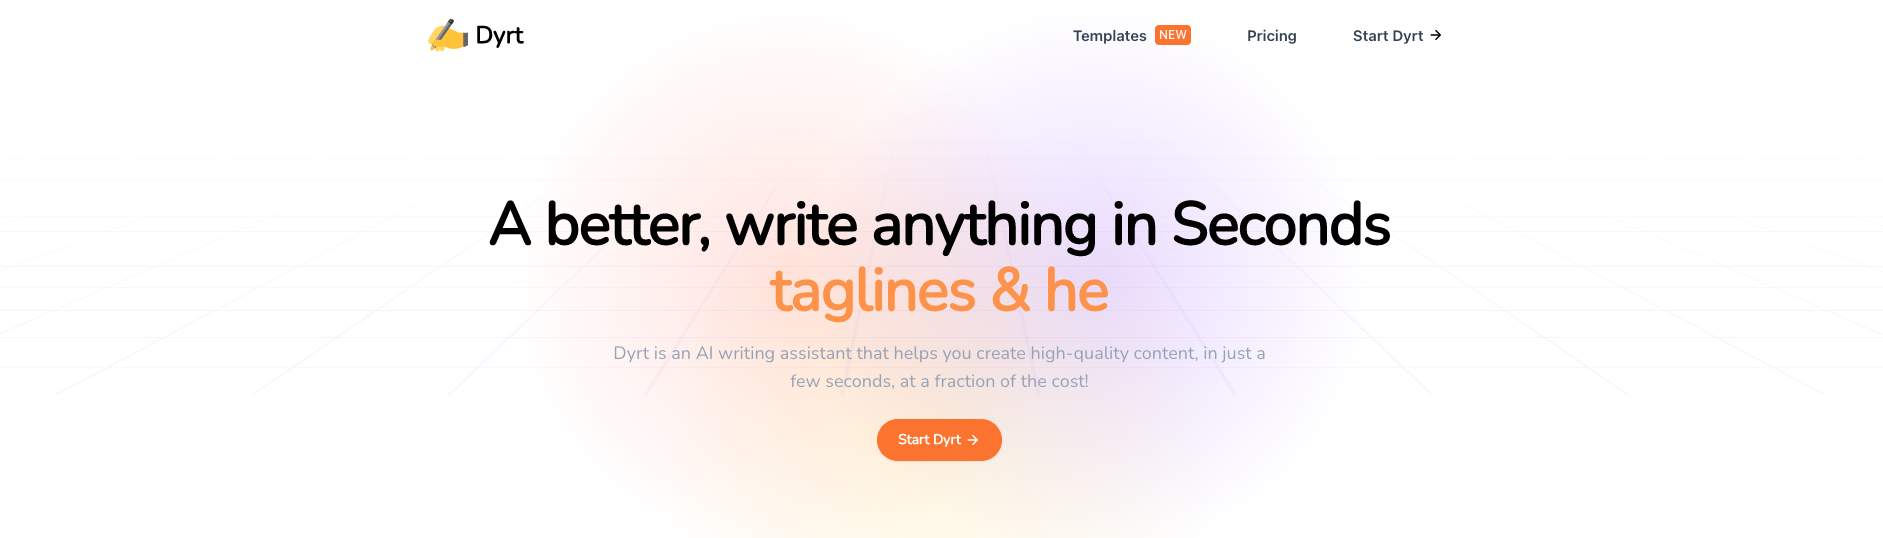 Dyrt
Templates NEW
Pricing
Start Dyrt →
A better, write anything in Seconds
taglines & he
Dyrt is an AI writing assistant that helps you create high-quality content, in just a
few seconds, at a fraction of the cost!
Start Dyrt →